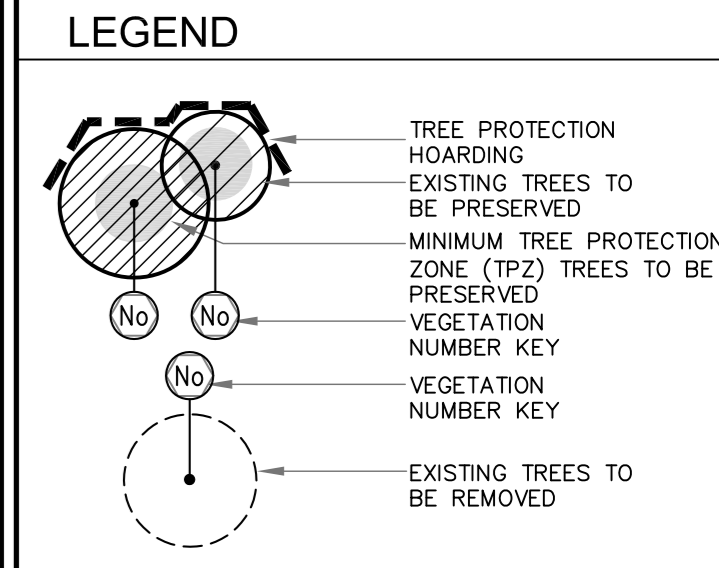 LEGEND
TREE PROTECTION
HOARDING
EXISTING TREES TO
BE PRESERVED
MINIMUM TREE PROTECTION
ZONE (TPZ) TREES TO BE
PRESERVED
No No
VEGETATION
NUMBER KEY
No
VEGETATION
NUMBER KEY
EXISTING TREES TO
BE REMOVED